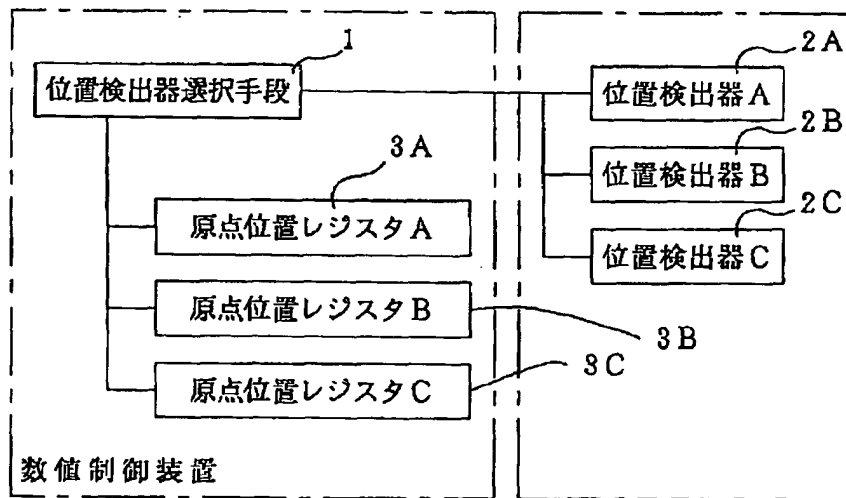 1
位置検出器選択手段
2A
位置検出器A
2B
位置検出器B
2C
位置検出器C
3A
原点位置レジスタA
原点位置レジスタB
3B
3C
原点位置レジスタC
数値制御装置